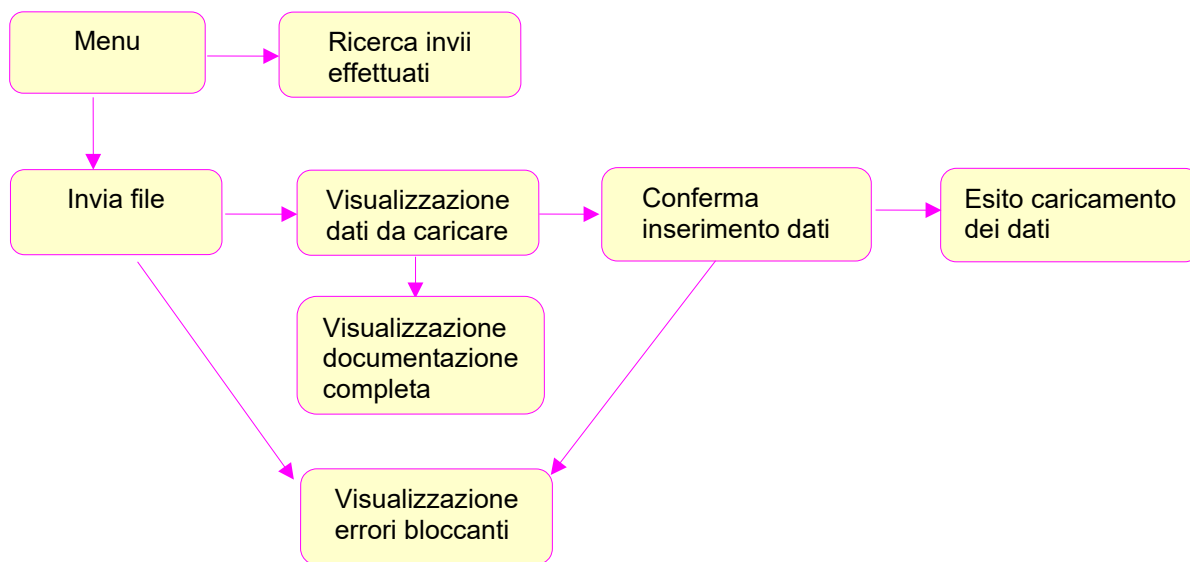 Menu
Ricerca invii
effettuati
Invia file
Visualizzazione
dati da caricare
Conferma
inserimento dati
Esito caricamento
dei dati
Visualizzazione
documentazione
completa
Visualizzazione
errori bloccanti